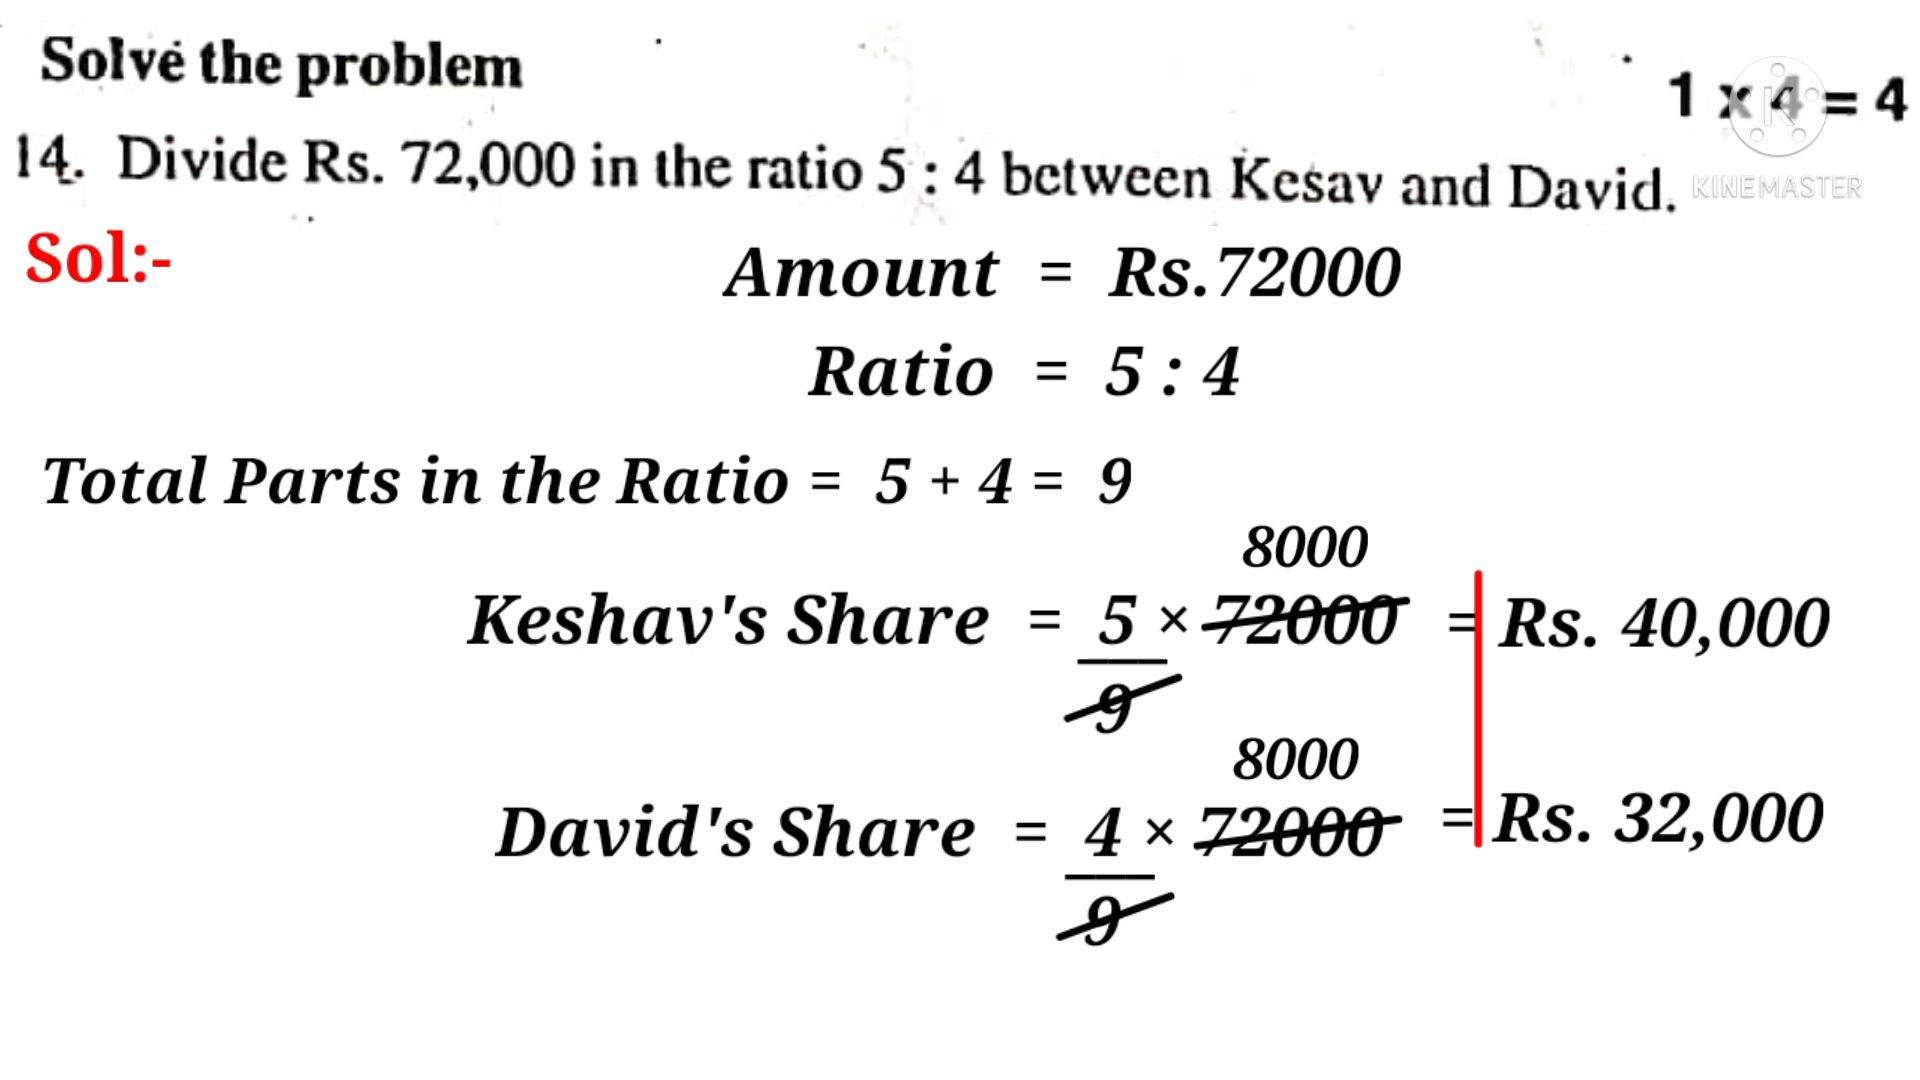 Solve the problem
1 x 4 = 4
14. Divide Rs. 72,000 in the ratio 5 : 4 between Kesav and David.
KINEMASTER
Sol:-
Amount = Rs.72000
Ratio = 5 : 4
Total Parts in the Ratio = 5 + 4 = 9
8000
Keshav's Share = 5 × 72000 = Rs. 40,000
9
8000
David's Share = 4 × 72000 = Rs. 32,000
9